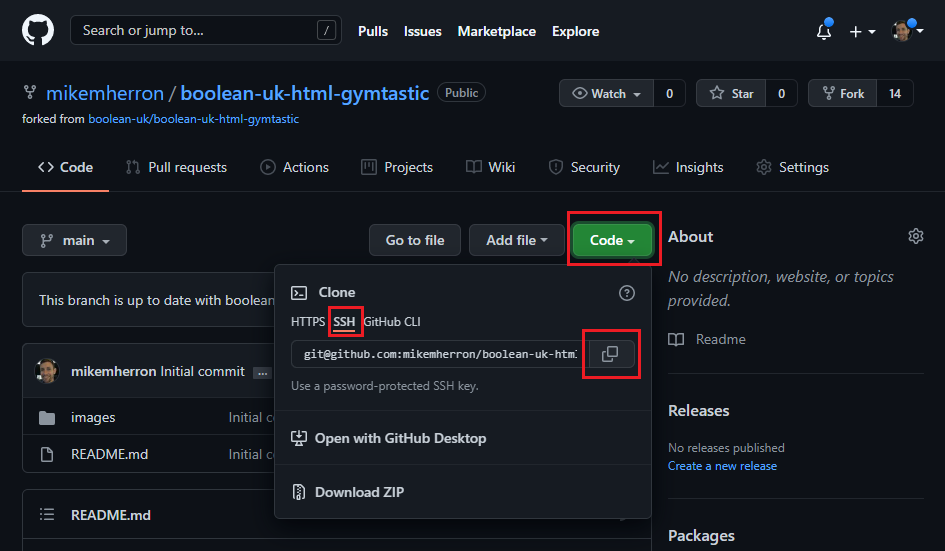 Search or jump to... /
Pulls Issues Marketplace Explore
mikemherron / boolean-uk-html-gymtastic Public
Watch 0 Star 0 Fork 14
forked from boolean-uk/boolean-uk-html-gymtastic
Code Pull requests Actions Projects Wiki Security Insights Settings
main Go to file Add file Code
This branch is up to date with boolean
Clone
HTTPS SSH GitHub CLI
git@github.com:mikemherron/boolean-uk-html
Use a password-protected SSH key.
Open with GitHub Desktop
Download ZIP
mikemherron Initial commit ...
images Initial co
README.md Initial co
README.md
About
No description, website, or topics
provided.
Readme
Releases
No releases published
Create a new release
Packages